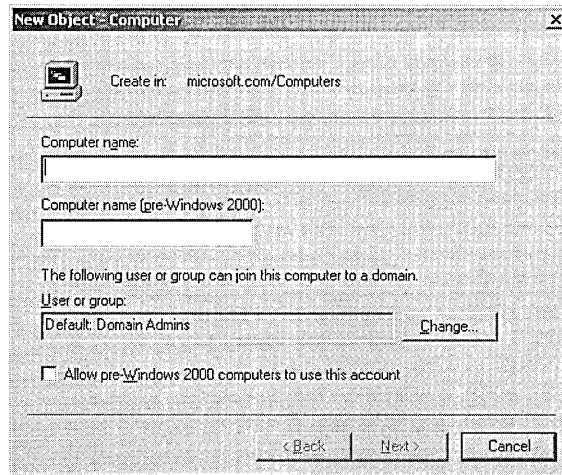 New Object - Computer
Create in: microsoft.com/Computers
Computer name:
Computer name (pre-Windows 2000):
The following user or group can join this computer to a domain.
User or group:
Default: Domain Admins
Change...
Allow pre-Windows 2000 computers to use this account
< Back Next > Cancel